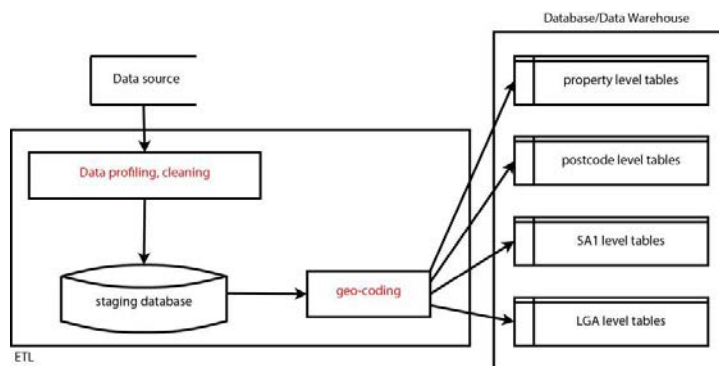 Database/Data Warehouse
Data source
property level tables
Data profiling, cleaning
postcode level tables
SA1 level tables
staging database
geo-coding
LGA level tables
ETL